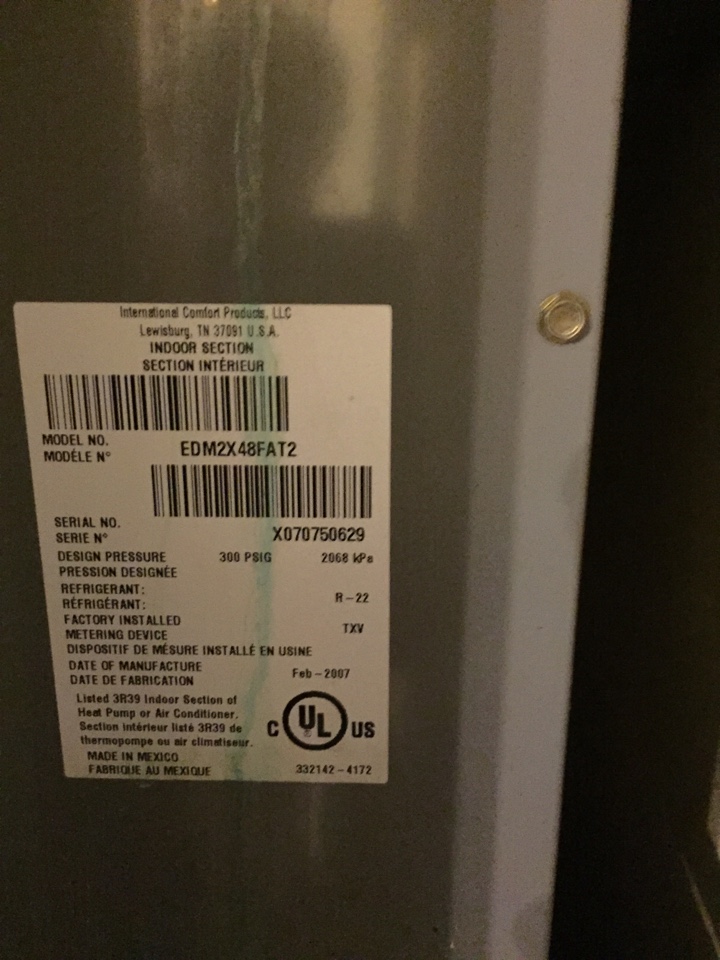 International Comfort Products, LLC
Lewisburg, TN 37091 U.S.A.
INDOOR SECTION
SECTION INTÉRIEUR
MODEL NO.
MODÈLE N° EDM2X48FAT2
SERIAL NO.
SERIE N° X070750629
DESIGN PRESSURE 300 PSIG 2068 kPa
PRESSION DESIGNÉE
REFRIGERANT:
RÉFRIGÉRANT: R-22
FACTORY INSTALLED
METERING DEVICE TXV
DISPOSITIF DE MÉSURE INSTALLÉ EN USINE
DATE OF MANUFACTURE
DATE DE FABRICATION Feb-2007
Listed 3R39 Indoor Section of
Heat Pump or Air Conditioner.
Section intérieur listé 3R39 de
thermopompe ou air climatiseur.
C UL US
MADE IN MEXICO
FABRIQUE AU MEXIQUE 332142-4172